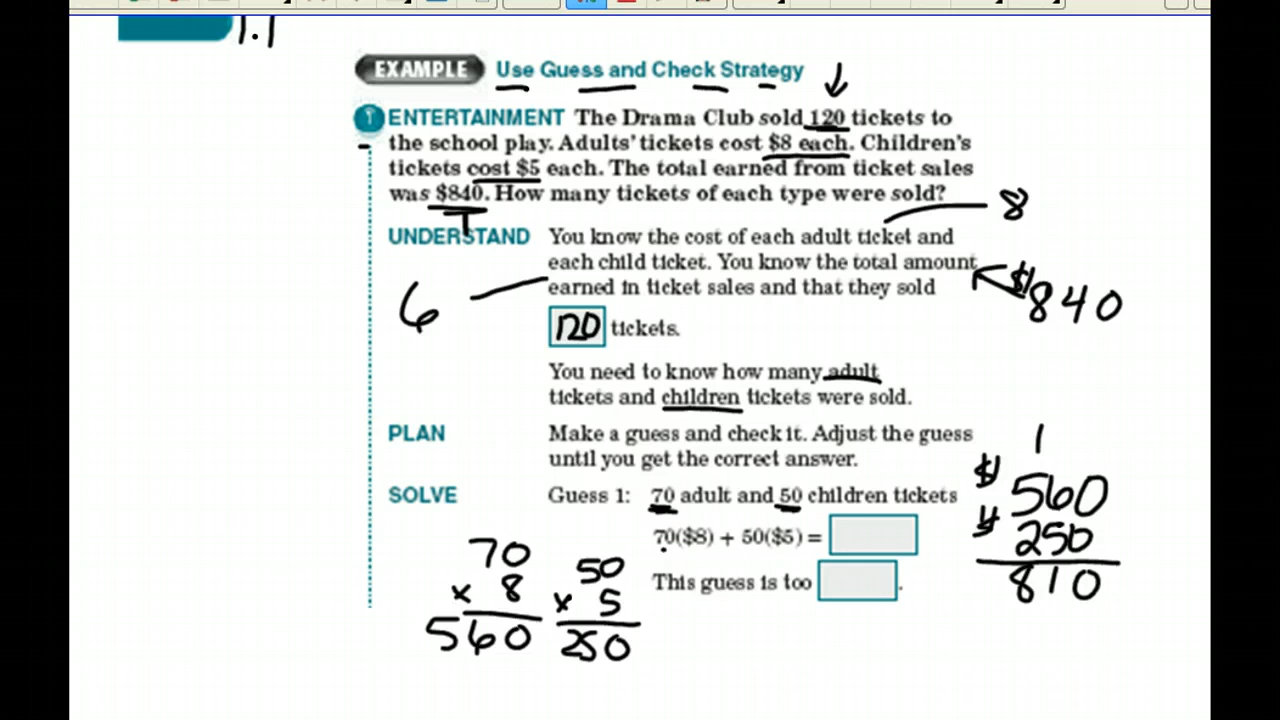 1.1
EXAMPLE Use Guess and Check Strategy
1 ENTERTAINMENT The Drama Club sold 120 tickets to
the school play. Adults' tickets cost $8 each. Children's
tickets cost $5 each. The total earned from ticket sales
was $840. How many tickets of each type were sold?
8
UNDERSTAND You know the cost of each adult ticket and
each child ticket. You know the total amount
$840
earned in ticket sales and that they sold
6
120 tickets.
You need to know how many adult
tickets and children tickets were sold.
PLAN Make a guess and check it. Adjust the guess
until you get the correct answer.
SOLVE Guess 1: 70 adult and 50 children tickets
70($8) + 50($5) =
This guess is too .
70
x 8
560
50
x 5
250
1
$ 560
$ 250
810